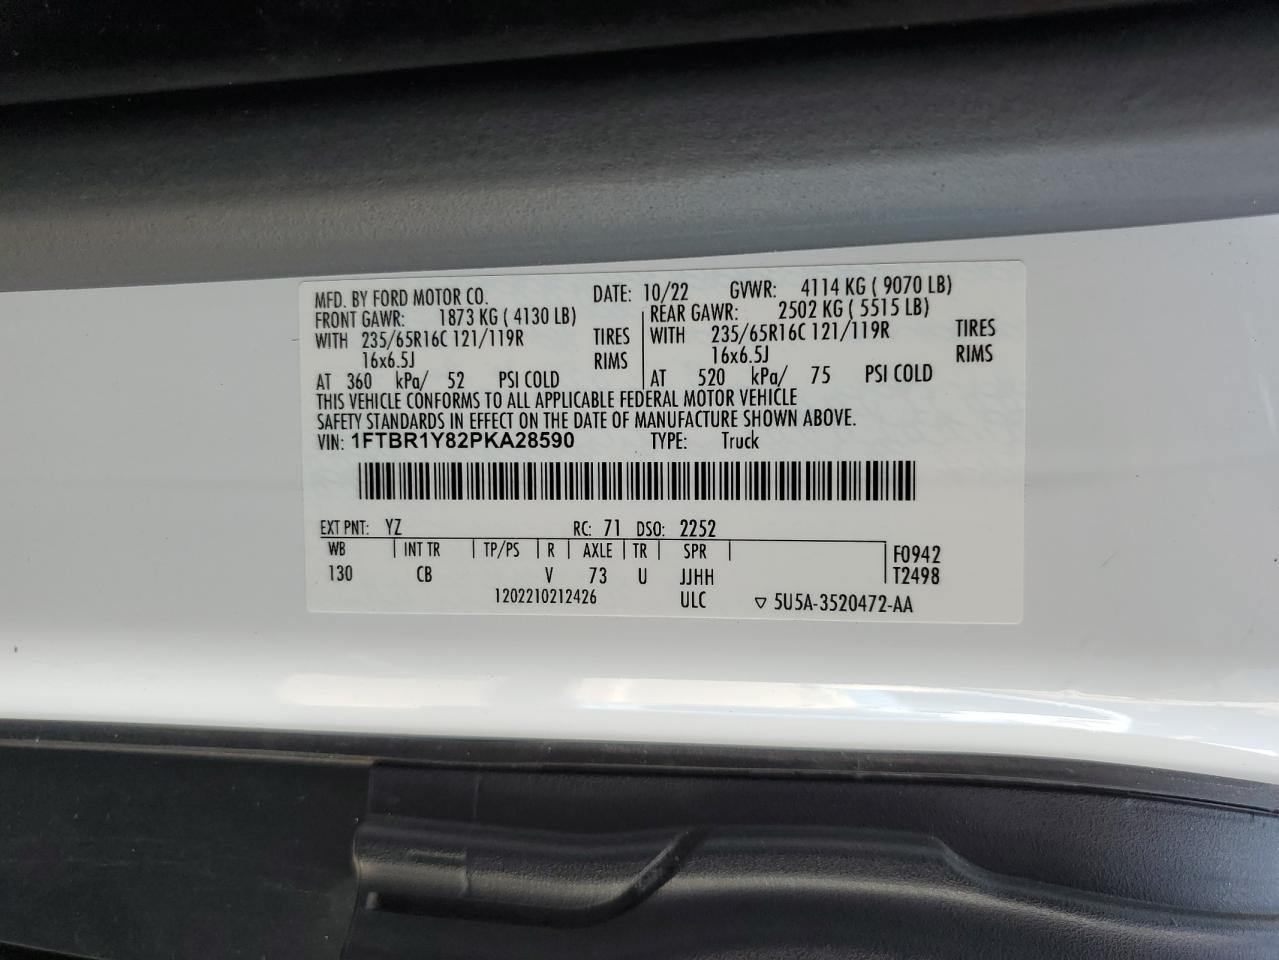 MFD. BY FORD MOTOR CO. DATE: 10/22 GVWR: 4114 KG ( 9070 LB)
FRONT GAWR: 1873 KG ( 4130 LB) REAR GAWR: 2502 KG ( 5515 LB)
WITH 235/65R16C 121/119R TIRES WITH 235/65R16C 121/119R TIRES
16x6.5J RIMS 16x6.5J RIMS
AT 360 kPa/ 52 PSI COLD AT 520 kPa/ 75 PSI COLD
THIS VEHICLE CONFORMS TO ALL APPLICABLE FEDERAL MOTOR VEHICLE
SAFETY STANDARDS IN EFFECT ON THE DATE OF MANUFACTURE SHOWN ABOVE.
VIN: 1FTBR1Y82PKA28590 TYPE: Truck
EXT PNT: YZ RC: 71 DSO: 2252
WB INT TR TP/PS R AXLE TR SPR F0942
130 CB V 73 U JJHH T2498
1202210212426 ULC ▽ 5U5A-3520472-AA